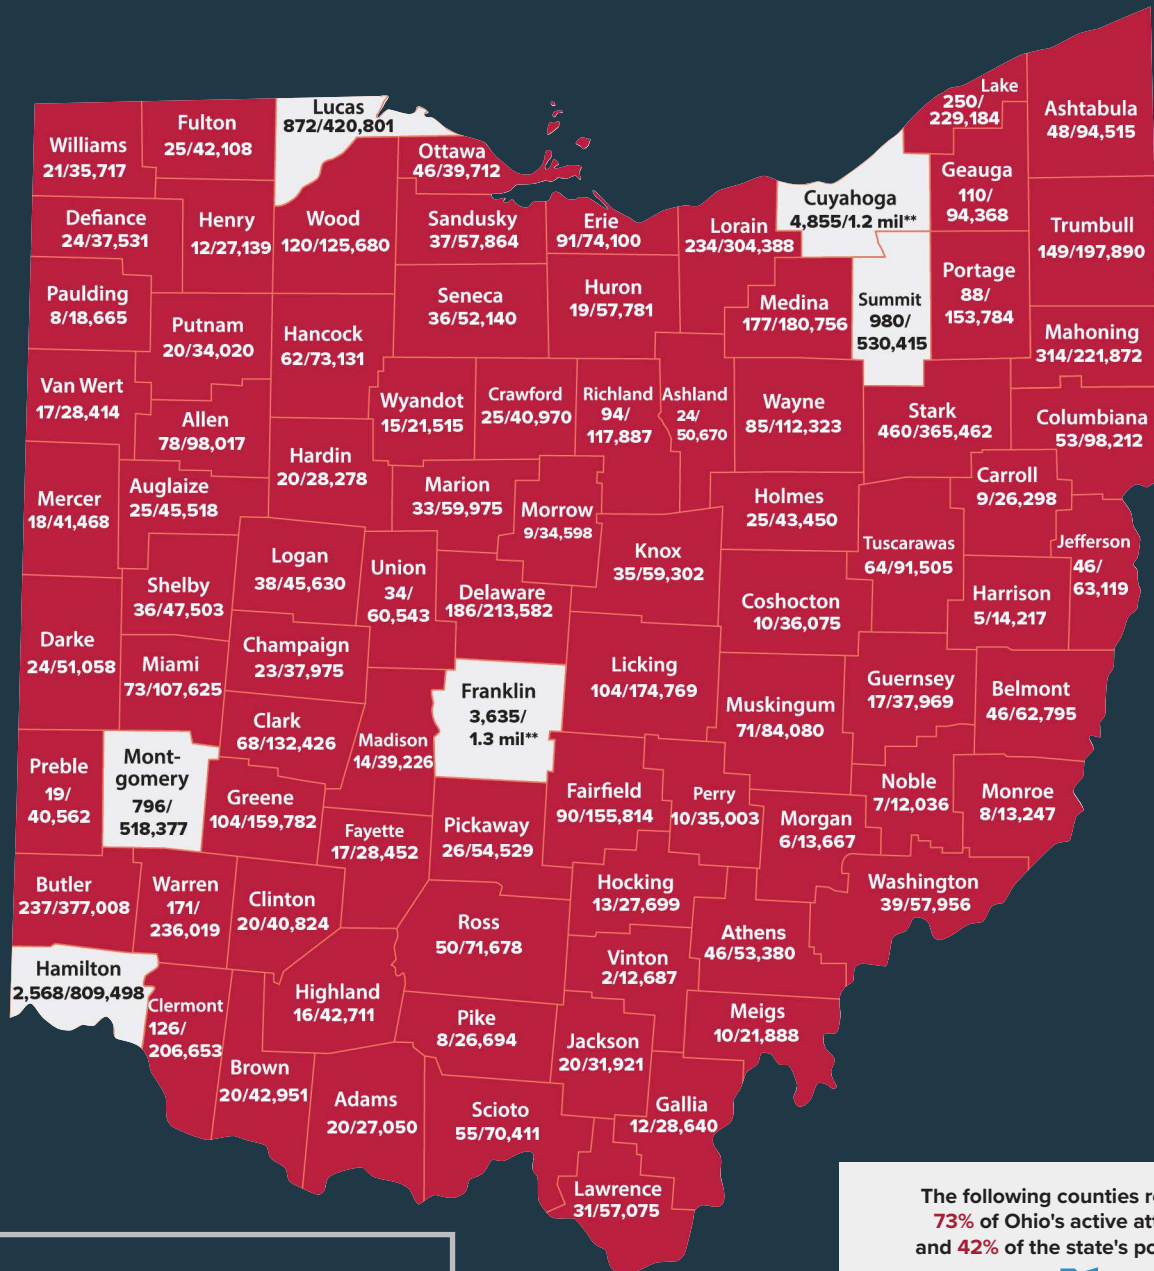 Lake
250/
229,184
Ashtabula
48/94,515
Lucas
872/420,801
Fulton
25/42,108
Williams
21/35,717
Ottawa
46/39,712
Geauga
110/
94,368
Cuyahoga
4,855/1.2 mil**
Defiance
24/37,531
Henry
12/27,139
Wood
120/125,680
Sandusky
37/57,864
Erie
91/74,100
Lorain
234/304,388
Trumbull
149/197,890
Paulding
8/18,665
Putnam
20/34,020
Hancock
62/73,131
Seneca
36/52,140
Huron
19/57,781
Medina
177/180,756
Summit
980/
530,415
Portage
88/
153,784
Mahoning
314/221,872
Van Wert
17/28,414
Allen
78/98,017
Wyandot
15/21,515
Crawford
25/40,970
Richland
94/
117,887
Ashland
24/
50,670
Wayne
85/112,323
Stark
460/365,462
Columbiana
53/98,212
Mercer
18/41,468
Auglaize
25/45,518
Hardin
20/28,278
Marion
33/59,975
Morrow
9/34,598
Holmes
25/43,450
Carroll
9/26,298
Tuscarawas
64/91,505
Jefferson
46/
63,119
Shelby
36/47,503
Logan
38/45,630
Union
34/
60,543
Delaware
186/213,582
Knox
35/59,302
Coshocton
10/36,075
Harrison
5/14,217
Darke
24/51,058
Miami
73/107,625
Champaign
23/37,975
Licking
104/174,769
Guernsey
17/37,969
Belmont
46/62,795
Clark
68/132,426
Madison
14/39,226
Franklin
3,635/
1.3 mil**
Muskingum
71/84,080
Preble
19/
40,562
Mont-
gomery
796/
518,377
Greene
104/159,782
Fayette
17/28,452
Pickaway
26/54,529
Fairfield
90/155,814
Perry
10/35,003
Morgan
6/13,667
Noble
7/12,036
Monroe
8/13,247
Butler
237/377,008
Warren
171/
236,019
Clinton
20/40,824
Ross
50/71,678
Hocking
13/27,699
Washington
39/57,956
Athens
46/53,380
Vinton
2/12,687
Hamilton
2,568/809,498
Clermont
126/
206,653
Highland
16/42,711
Pike
8/26,694
Jackson
20/31,921
Meigs
10/21,888
Brown
20/42,951
Adams
20/27,050
Scioto
55/70,411
Gallia
12/28,640
Lawrence
31/57,075
The following counties r
73% of Ohio's active at
and 42% of the state's po